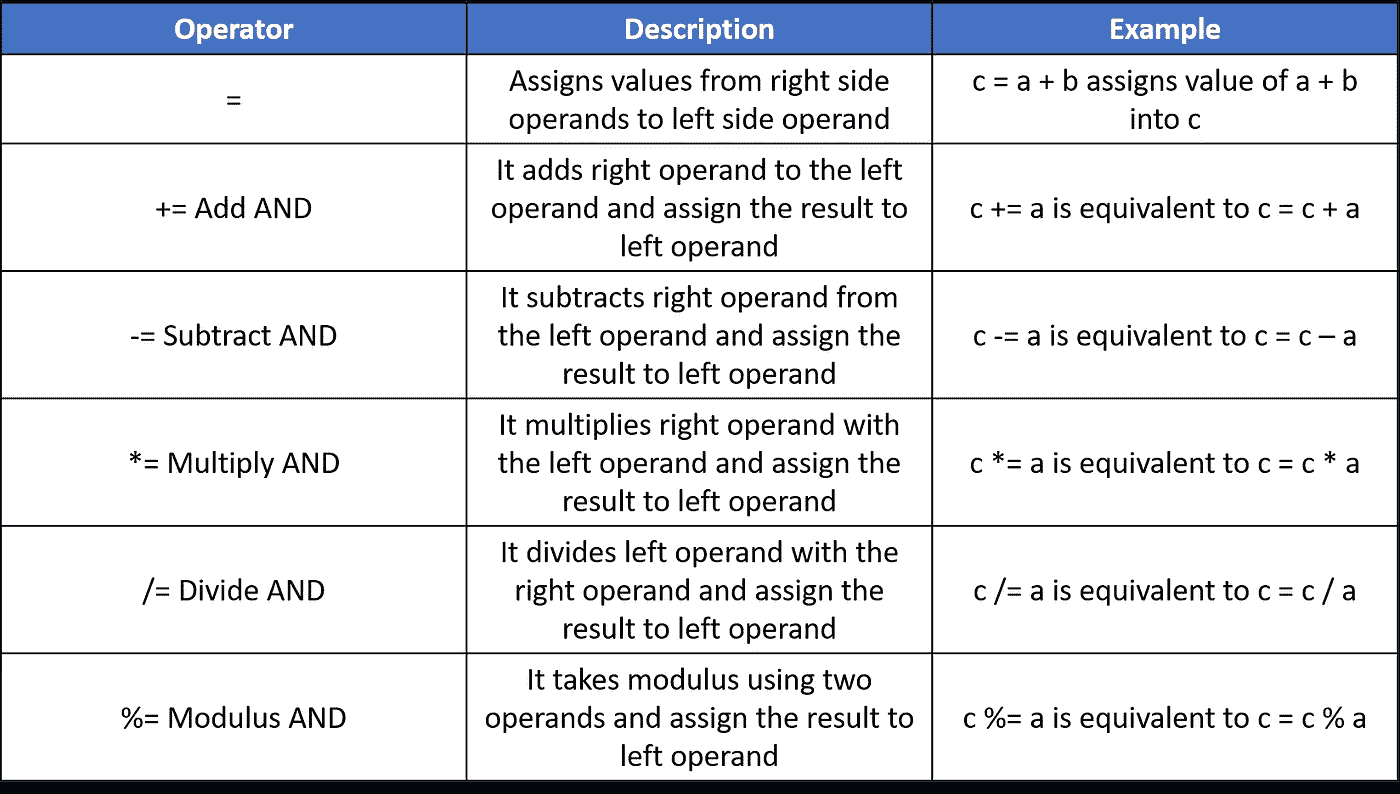 Operator Description Example
=
Assigns values from right side
operands to left side operand
c = a + b assigns value of a + b
into c
+= Add AND
It adds right operand to the left
operand and assign the result to
left operand
c += a is equivalent to c = c + a
-= Subtract AND
It subtracts right operand from
the left operand and assign the
result to left operand
c -= a is equivalent to c = c – a
*= Multiply AND
It multiplies right operand with
the left operand and assign the
result to left operand
c *= a is equivalent to c = c * a
/= Divide AND
It divides left operand with the
right operand and assign the
result to left operand
c /= a is equivalent to c = c / a
%= Modulus AND
It takes modulus using two
operands and assign the result to
left operand
c %= a is equivalent to c = c % a